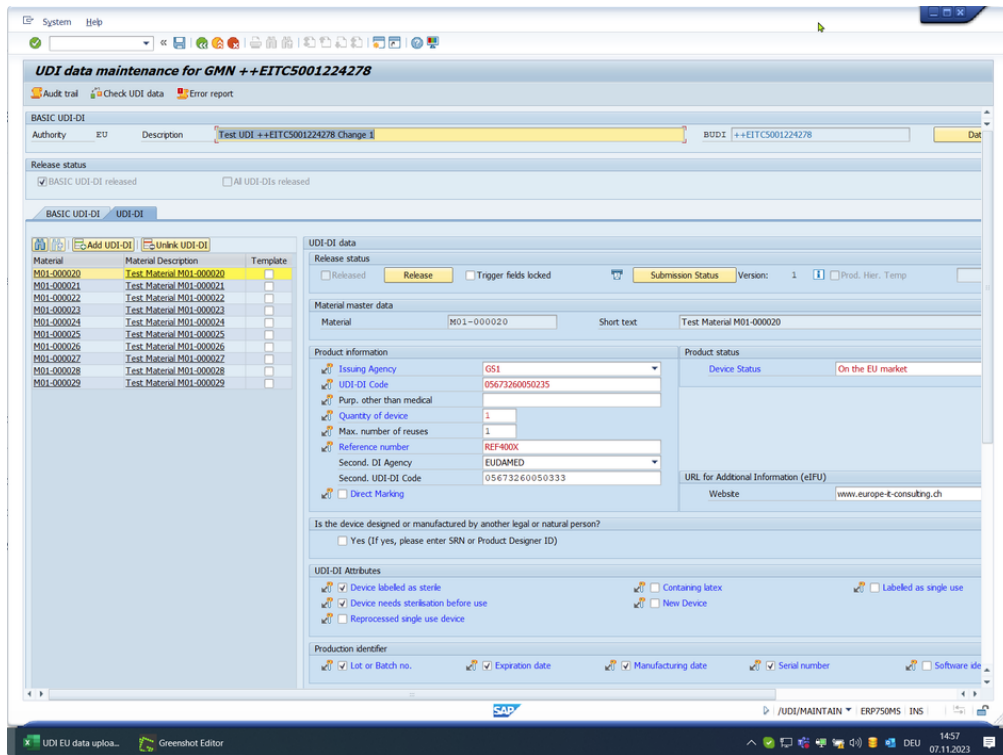 System Help
UDI data maintenance for GMN ++EITC5001224278
Audit trail Check UDI data Error report
BASIC UDI-DI
Authority EU Description Test UDI ++EITC5001224278 Change 1 BUDI ++EITC5001224278 Dat
Release status
BASIC UDI-DI released All UDI-DIs released
BASIC UDI-DI UDI-DI
Add UDI-DI Unlink UDI-DI
Material Material Description Template
M01-000020 Test Material M01-000020
M01-000021 Test Material M01-000021
M01-000022 Test Material M01-000022
M01-000023 Test Material M01-000023
M01-000024 Test Material M01-000024
M01-000025 Test Material M01-000025
M01-000026 Test Material M01-000026
M01-000027 Test Material M01-000027
M01-000028 Test Material M01-000028
M01-000029 Test Material M01-000029
UDI-DI data
Release status
Released Release Trigger fields locked Submission Status Version: 1 Prod. Hier. Temp
Material master data
Material M01-000020 Short text Test Material M01-000020
Product information
Issuing Agency GS1
UDI-DI Code 05673260050235
Purp. other than medical
Quantity of device 1
Max. number of reuses 1
Reference number REF400X
Second. DI Agency EUDAMED
Second. UDI-DI Code 05673260050333
Direct Marking
Product status
Device Status On the EU market
URL for Additional Information (eIFU)
Website www.europe-it-consulting.ch
Is the device designed or manufactured by another legal or natural person?
Yes (If yes, please enter SRN or Product Designer ID)
UDI-DI Attributes
Device labelled as sterile Containing latex Labelled as single use
Device needs sterilisation before use New Device
Reprocessed single use device
Production identifier
Lot or Batch no. Expiration date Manufacturing date Serial number Software ide
SAP /UDI/MAINTAIN ERP750MS INS
UDI EU data uploa... Greenshot Editor DEU 14:57
07.11.2023